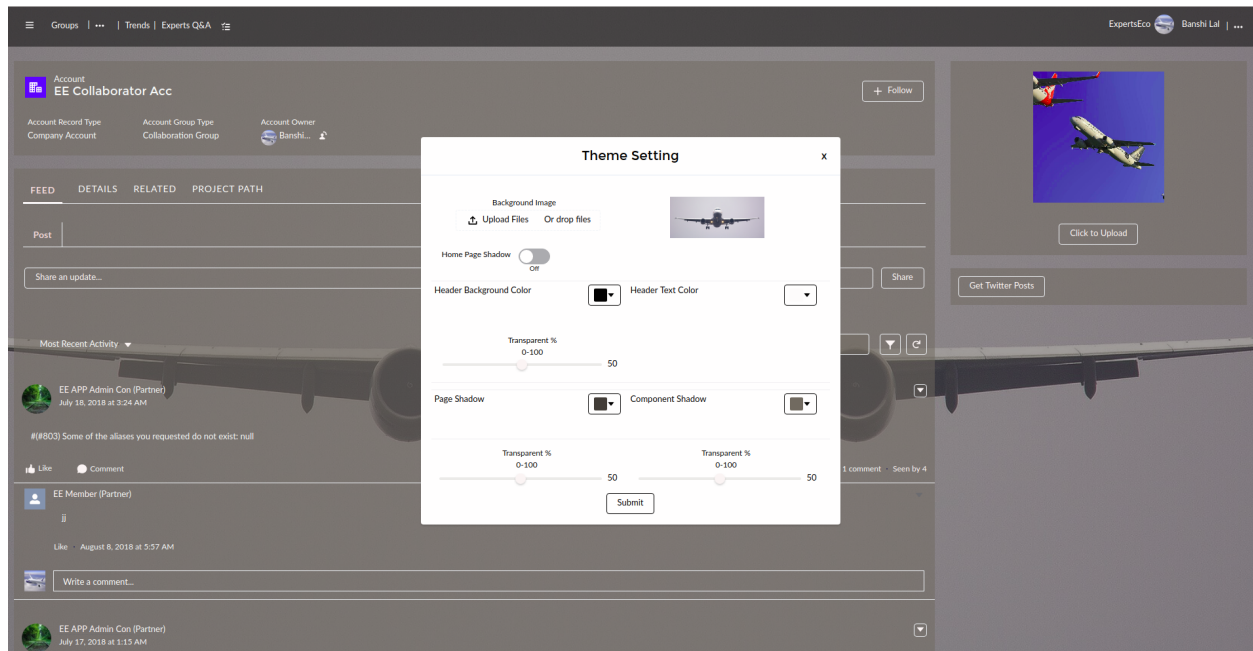 Groups | ••• | Trends | Experts Q&A
ExpertsEco Banshi Lal | •••
Account
EE Collaborator Acc
+ Follow
Account Record Type Account Group Type Account Owner
Company Account Collaboration Group Banshi...
FEED DETAILS RELATED PROJECT PATH
Post
Share an update...
Share
Most Recent Activity
EE APP Admin Con (Partner)
July 18, 2018 at 3:24 AM
#(#803) Some of the aliases you requested do not exist: null
Like Comment
1 comment · Seen by 4
EE Member (Partner)
jj
Like · August 8, 2018 at 5:57 AM
Write a comment...
EE APP Admin Con (Partner)
July 17, 2018 at 1:15 AM
Theme Setting x
Background Image
Upload Files Or drop files
Home Page Shadow
Off
Header Background Color Header Text Color
Transparent %
0-100
50
Page Shadow Component Shadow
Transparent % Transparent %
0-100 0-100
50 50
Submit
Click to Upload
Get Twitter Posts